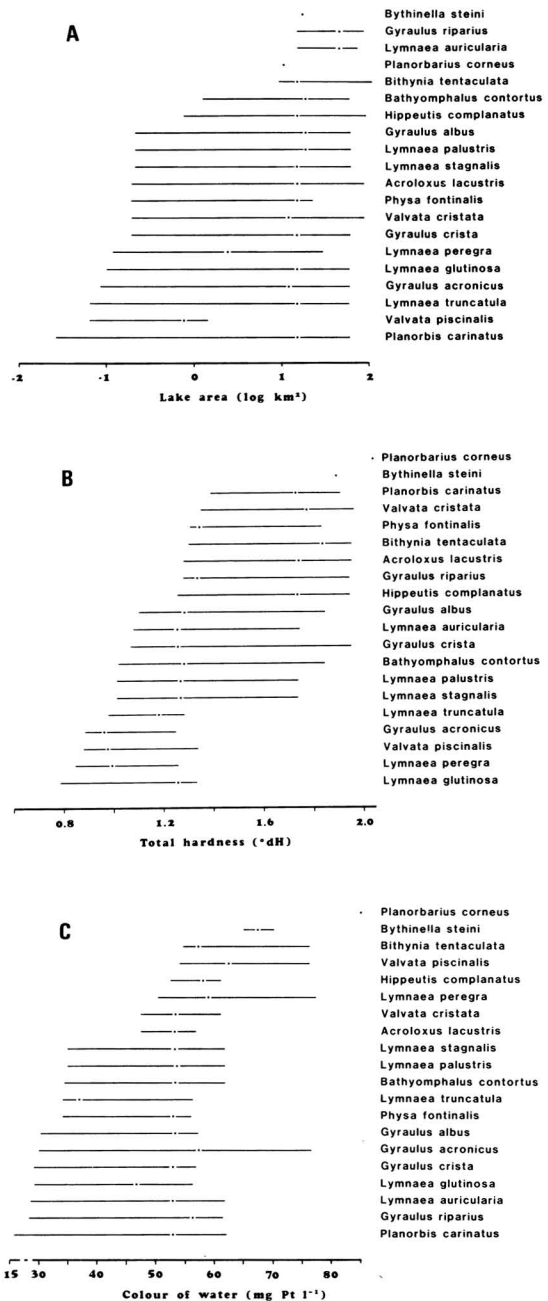 A
Bythinella steini
Gyraulus riparius
Lymnaea auricularia
Planorbarius corneus
Bithynia tentaculata
Bathyomphalus contortus
Hippeutis complanatus
Gyraulus albus
Lymnaea palustris
Lymnaea stagnalis
Acroloxus lacustris
Physa fontinalis
Valvata cristata
Gyraulus crista
Lymnaea peregra
Lymnaea glutinosa
Gyraulus acronicus
Lymnaea truncatula
Valvata piscinalis
Planorbis carinatus
-2 -1 0 1 2
Lake area (log km²)
B
Planorbarius corneus
Bythinella steini
Planorbis carinatus
Valvata cristata
Physa fontinalis
Bithynia tentaculata
Acroloxus lacustris
Gyraulus riparius
Hippeutis complanatus
Gyraulus albus
Lymnaea auricularia
Gyraulus crista
Bathyomphalus contortus
Lymnaea palustris
Lymnaea stagnalis
Lymnaea truncatula
Gyraulus acronicus
Valvata piscinalis
Lymnaea peregra
Lymnaea glutinosa
0.8 1.2 1.6 2.0
Total hardness (°dH)
C
Planorbarius corneus
Bythinella steini
Bithynia tentaculata
Valvata piscinalis
Hippeutis complanatus
Lymnaea peregra
Valvata cristata
Acroloxus lacustris
Lymnaea stagnalis
Lymnaea palustris
Bathyomphalus contortus
Lymnaea truncatula
Physa fontinalis
Gyraulus albus
Gyraulus acronicus
Gyraulus crista
Lymnaea glutinosa
Lymnaea auricularia
Gyraulus riparius
Planorbis carinatus
15 30 40 50 60 70 80
Colour of water (mg Pt l⁻¹)